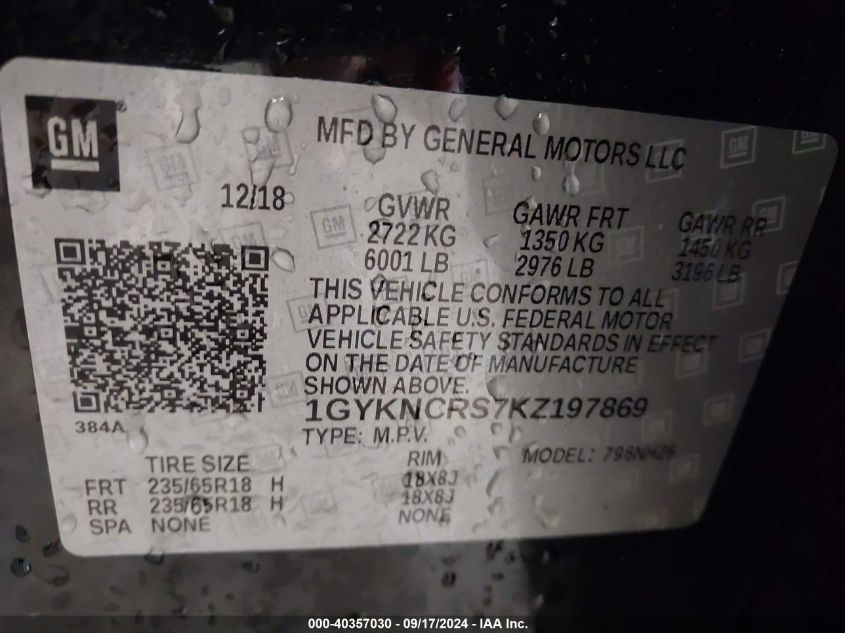 GM
MFD BY GENERAL MOTORS LLC
12/18
GVWR GAWR FRT GAWR RR
2722 KG 1350 KG 1450 KG
6001 LB 2976 LB 3196 LB
THIS VEHICLE CONFORMS TO ALL
APPLICABLE U.S. FEDERAL MOTOR
VEHICLE SAFETY STANDARDS IN EFFECT
ON THE DATE OF MANUFACTURE
SHOWN ABOVE.
1GYKNCRS7KZ197869
384A
TYPE: M.P.V.
MODEL:
TIRE SIZE RIM
FRT 235/65R18 H 18X8J
RR 235/65R18 H 18X8J
SPA NONE NONE
000-40357030 - 09/17/2024 - IAA Inc.